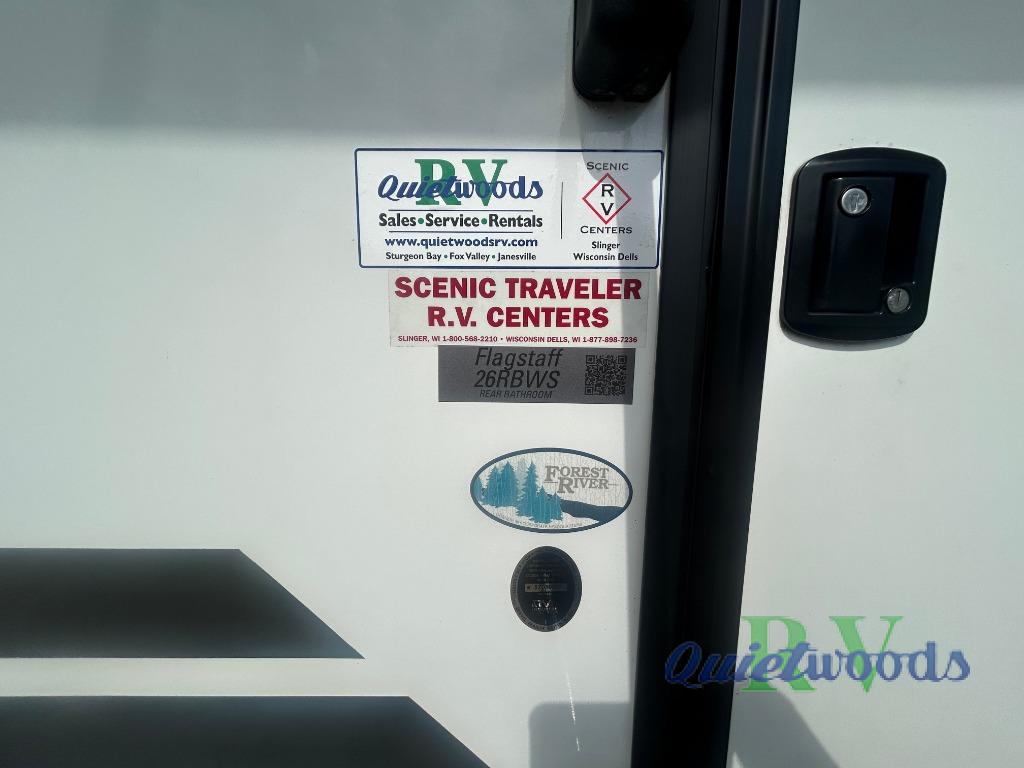 RV
Quietwoods
Sales•Service•Rentals
www.quietwoodsrv.com
Sturgeon Bay • Fox Valley • Janesville
SCENIC
R
V
CENTERS
Slinger
Wisconsin Dells
SCENIC TRAVELER
R.V. CENTERS
SLINGER, WI 1-800-568-2210 • WISCONSIN DELLS, WI 1-877-898-7236
Flagstaff
26RBWS
REAR BATHROOM
FOREST
RIVER
RV
RV
Quietwoods